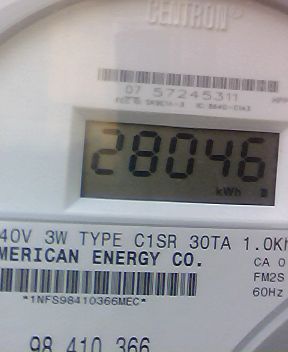 CENTRON®
07 57245311
28046
kWh
40V 3W TYPE C1SR 30TA 1.0Kh
MERICAN ENERGY CO.
CA 0
FM2S
60Hz
*1NFS98410366MEC*
98 410 366